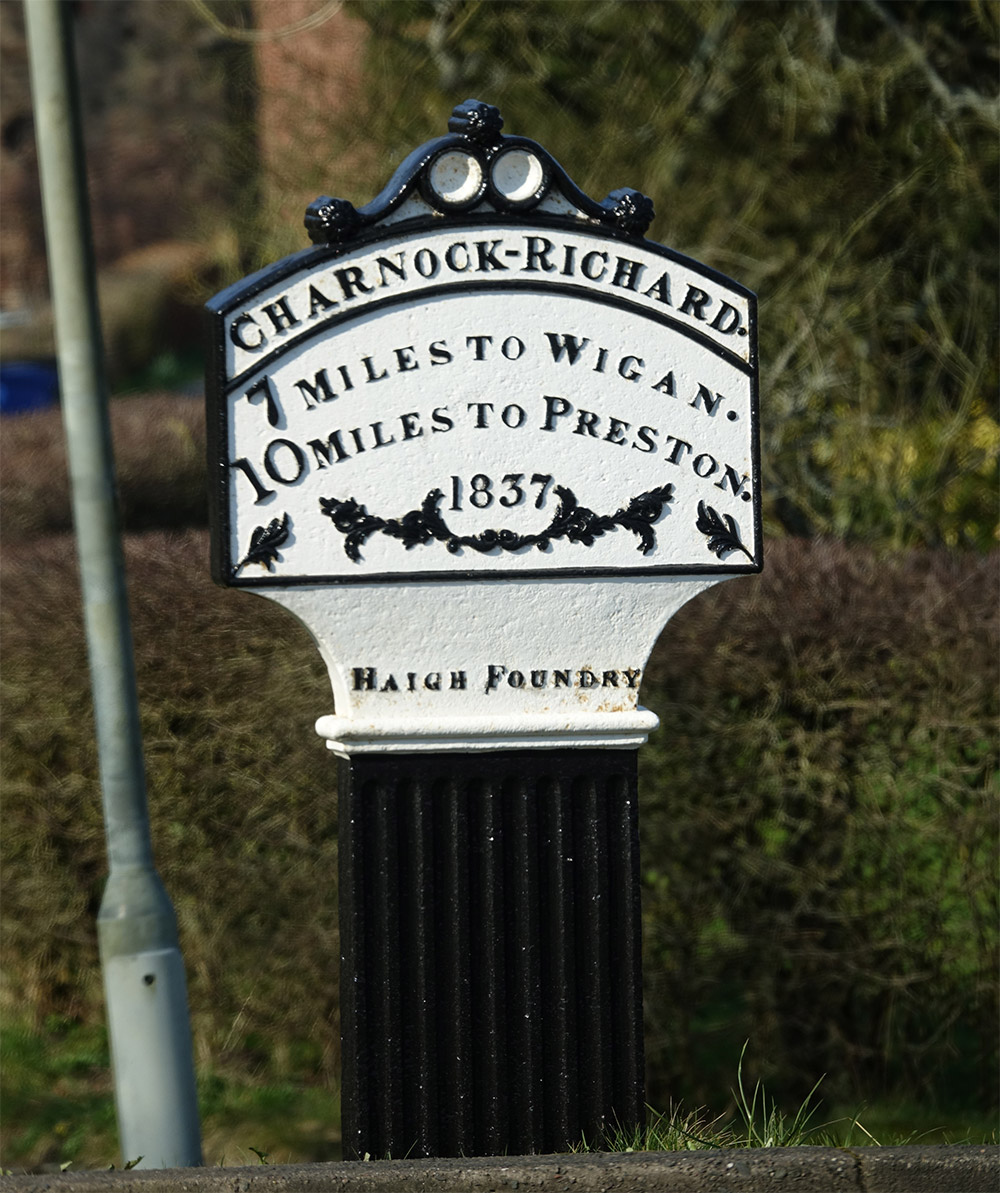 CHARNOCK-RICHARD.
7 MILES TO WIGAN.
10 MILES TO PRESTON.
1837
HAIGH FOUNDRY